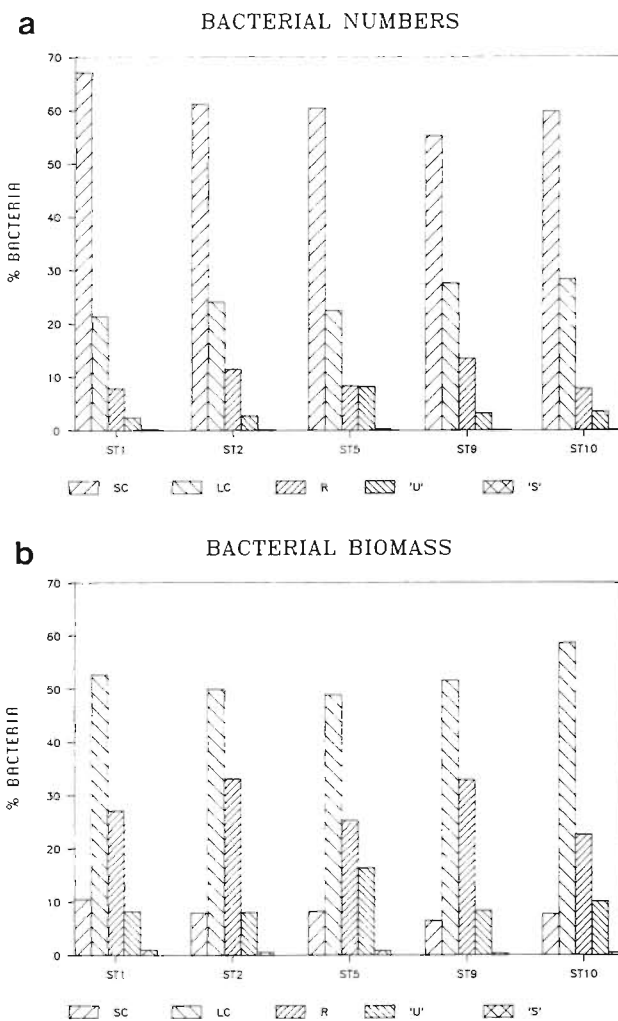 a
BACTERIAL NUMBERS
70
60
50
40
30
20
10
0
% BACTERIA
ST1 ST2 ST5 ST9 ST10
SC LC R 'U' 'S'
b
BACTERIAL BIOMASS
70
60
50
40
30
20
10
0
% BACTERIA
ST1 ST2 ST5 ST9 ST10
SC LC R 'U' 'S'